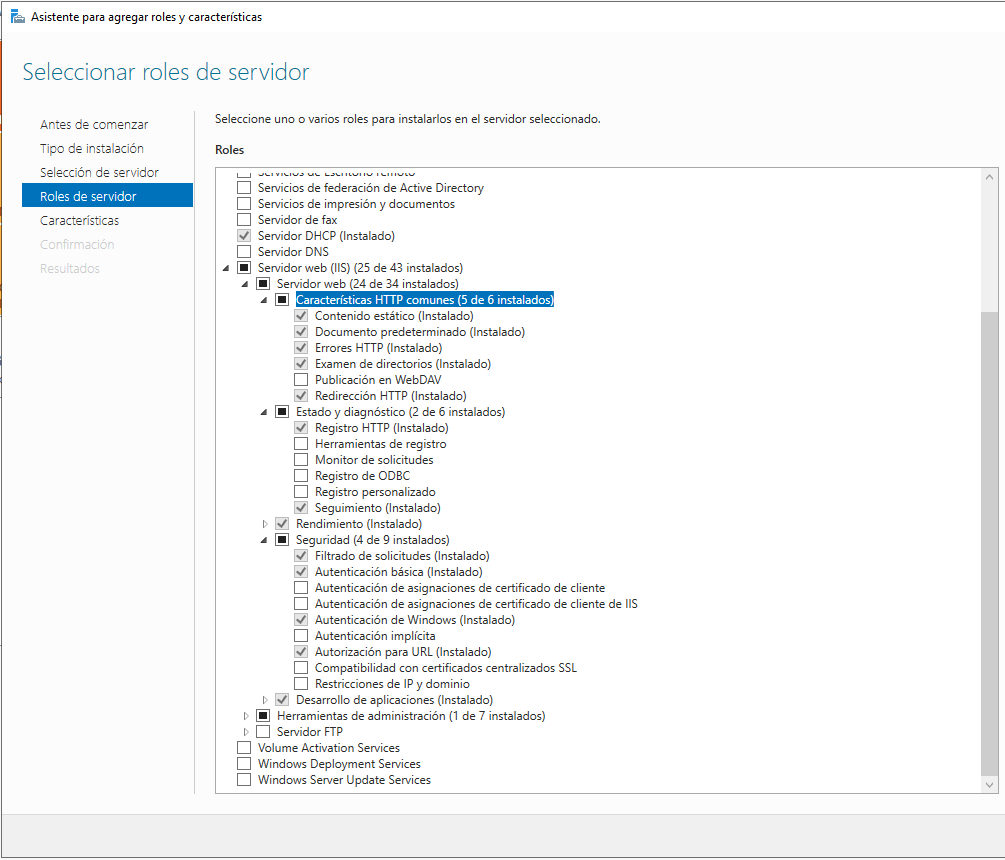 Asistente para agregar roles y características
Seleccionar roles de servidor
Antes de comenzar
Tipo de instalación
Selección de servidor
Roles de servidor
Características
Confirmación
Resultados
Seleccione uno o varios roles para instalarlos en el servidor seleccionado.
Roles
Servicios de Escritorio remoto
Servicios de federación de Active Directory
Servicios de impresión y documentos
Servidor de fax
Servidor DHCP (Instalado)
Servidor DNS
Servidor web (IIS) (25 de 43 instalados)
Servidor web (24 de 34 instalados)
Características HTTP comunes (5 de 6 instalados)
Contenido estático (Instalado)
Documento predeterminado (Instalado)
Errores HTTP (Instalado)
Examen de directorios (Instalado)
Publicación en WebDAV
Redirección HTTP (Instalado)
Estado y diagnóstico (2 de 6 instalados)
Registro HTTP (Instalado)
Herramientas de registro
Monitor de solicitudes
Registro de ODBC
Registro personalizado
Seguimiento (Instalado)
Rendimiento (Instalado)
Seguridad (4 de 9 instalados)
Filtrado de solicitudes (Instalado)
Autenticación básica (Instalado)
Autenticación de asignaciones de certificado de cliente
Autenticación de asignaciones de certificado de cliente de IIS
Autenticación de Windows (Instalado)
Autenticación implícita
Autorización para URL (Instalado)
Compatibilidad con certificados centralizados SSL
Restricciones de IP y dominio
Desarrollo de aplicaciones (Instalado)
Herramientas de administración (1 de 7 instalados)
Servidor FTP
Volume Activation Services
Windows Deployment Services
Windows Server Update Services